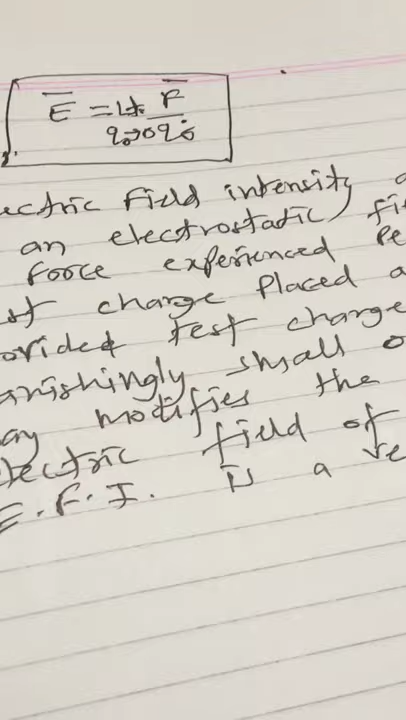 E = Lt F
q₀→0 q₀
ectric Field intensity a
an electrostatic fi
Force experienced Pe
st charge Placed a
ovided test charge
anishingly small o
ay modifies the
lectric field of
E.F.I. is a ve